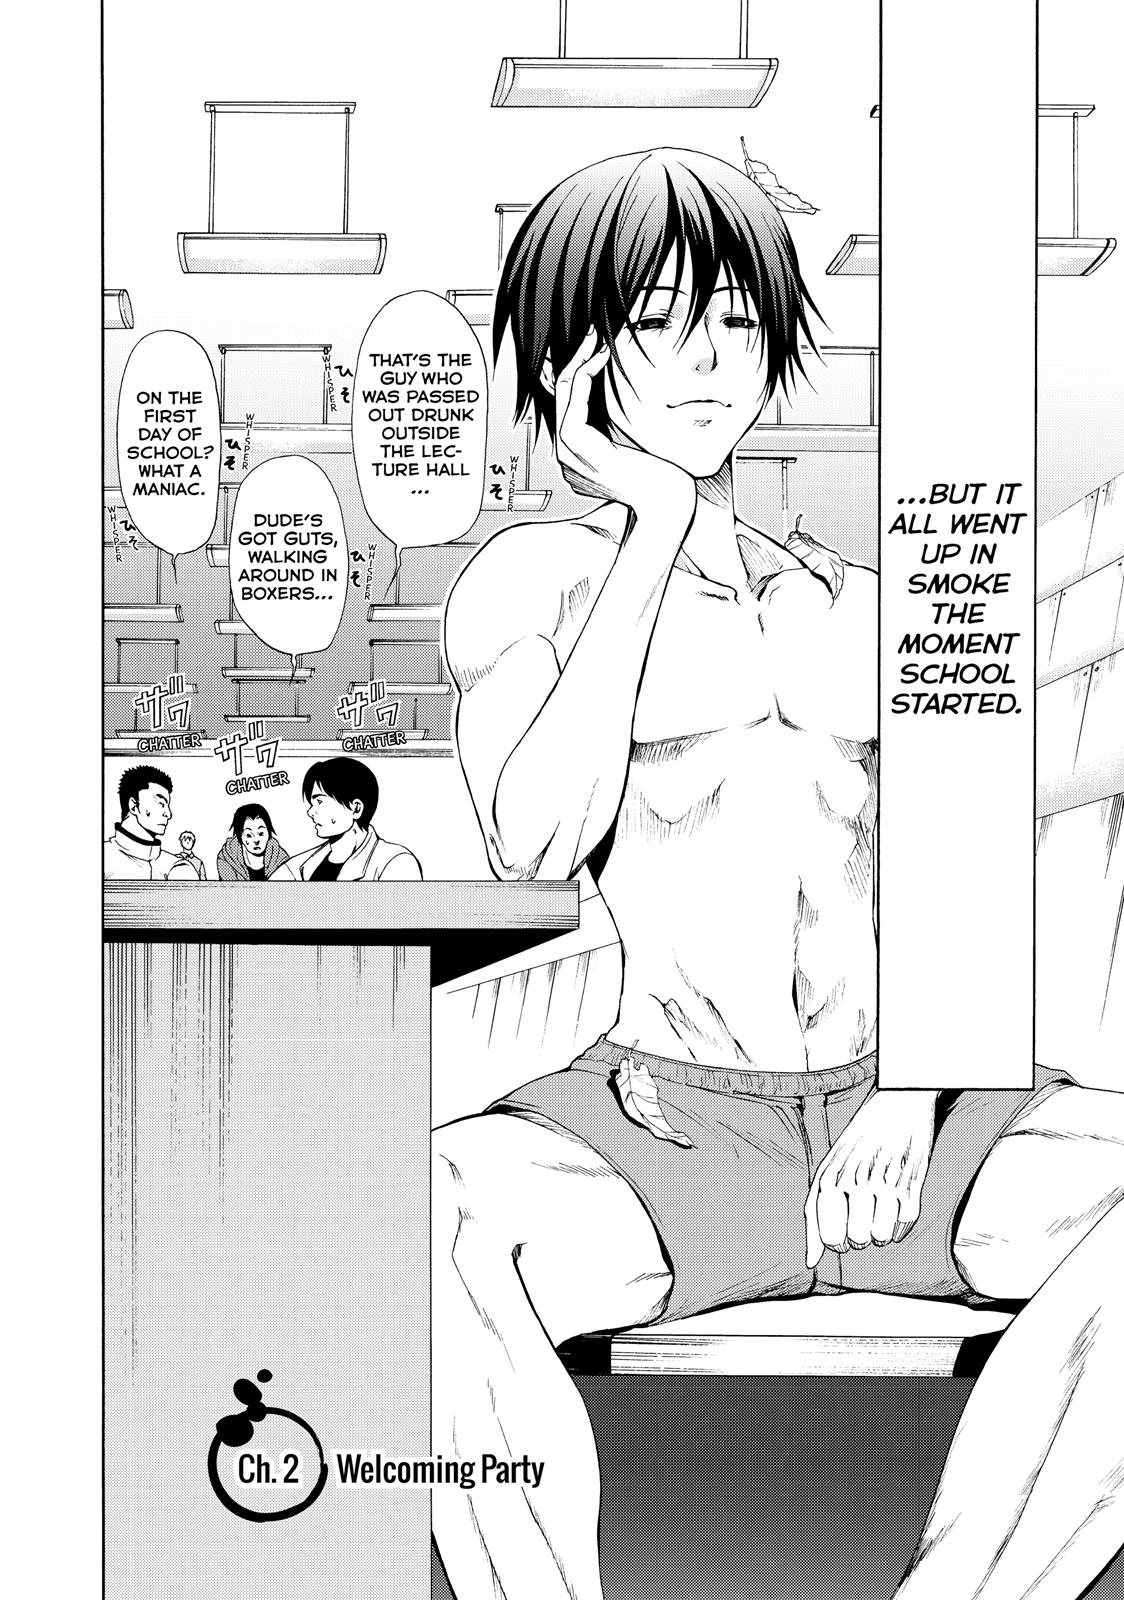 ...BUT IT
ALL WENT
UP IN
SMOKE
THE
MOMENT
SCHOOL
STARTED.
THAT'S THE
GUY WHO
WAS PASSED
OUT DRUNK
OUTSIDE
THE LEC-
TURE HALL
...
DUDE'S
GOT GUTS,
WALKING
AROUND IN
BOXERS...
ON THE
FIRST
DAY OF
SCHOOL?
WHAT A
MANIAC.
WHISPER
ひそ
WHISPER
ひそ
WHISPER
ひそ
WHISPER
ひそ
WHISPER
ひそ
ザワ
CHATTER
ザワ
CHATTER
ザワ
CHATTER
Ch. 2 Welcoming Party